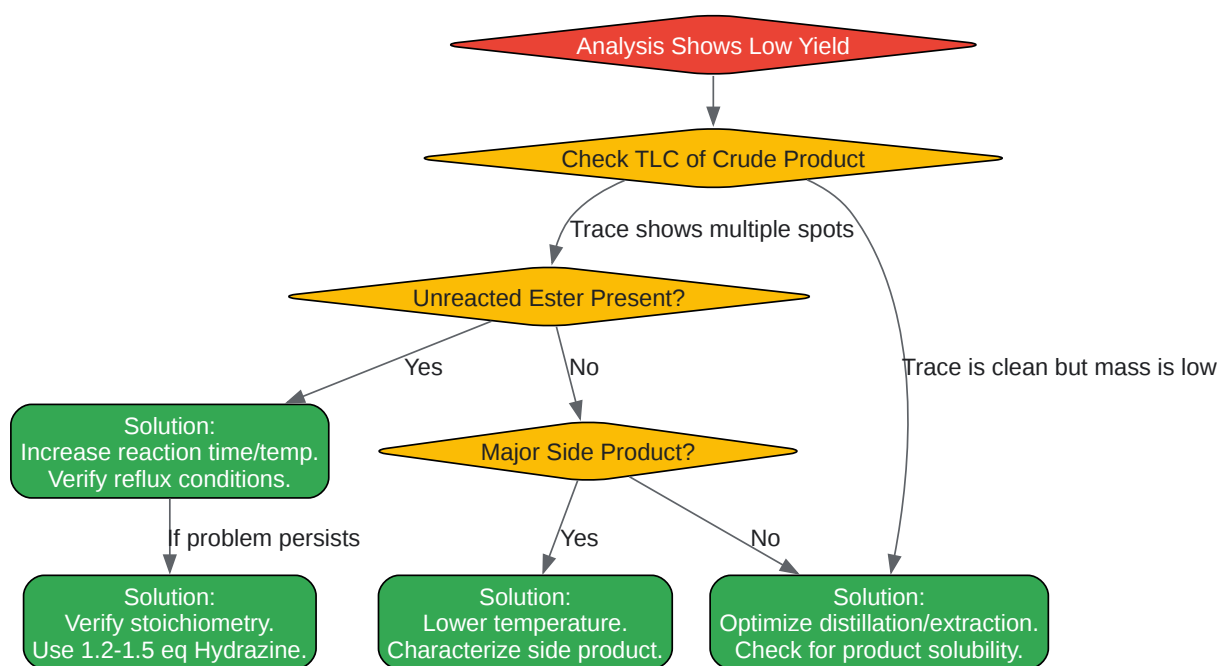 Analysis Shows Low Yield
Check TLC of Crude Product
Trace shows multiple spots
Unreacted Ester Present?
Trace is clean but mass is low
Yes
No
Solution:
Increase reaction time/temp.
Verify reflux conditions.
Major Side Product?
If problem persists
Yes
No
Solution:
Verify stoichiometry.
Use 1.2-1.5 eq Hydrazine.
Solution:
Lower temperature.
Characterize side product.
Solution:
Optimize distillation/extraction.
Check for product solubility.